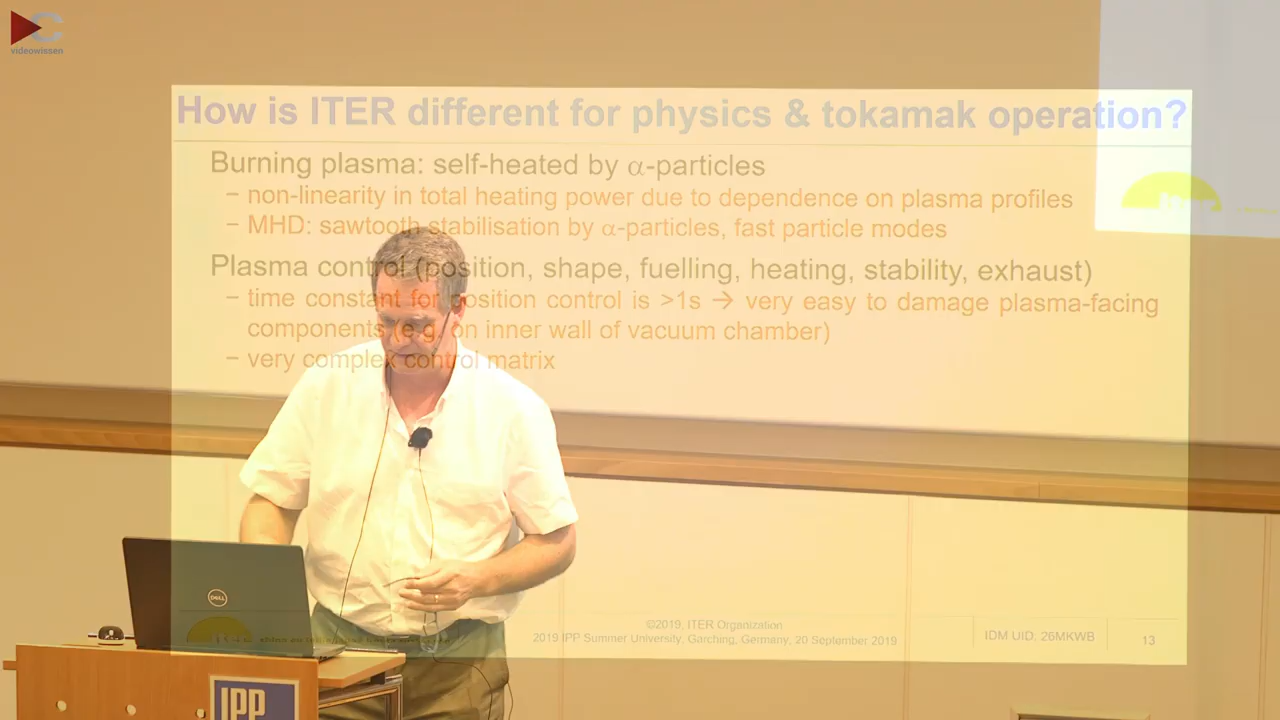 videowissen
How is ITER different for physics & tokamak operation?
Burning plasma: self-heated by α-particles
– non-linearity in total heating power due to dependence on plasma profiles
– MHD: sawtooth stabilisation by α-particles, fast particle modes
Plasma control (position, shape, fuelling, heating, stability, exhaust)
– time constant for position control is >1s → very easy to damage plasma-facing
components (e.g. on inner wall of vacuum chamber)
– very complex control matrix
DELL
©2019, ITER Organization
2019 IPP Summer University, Garching, Germany, 20 September 2019
IDM UID. 26MKWB
13
IPP